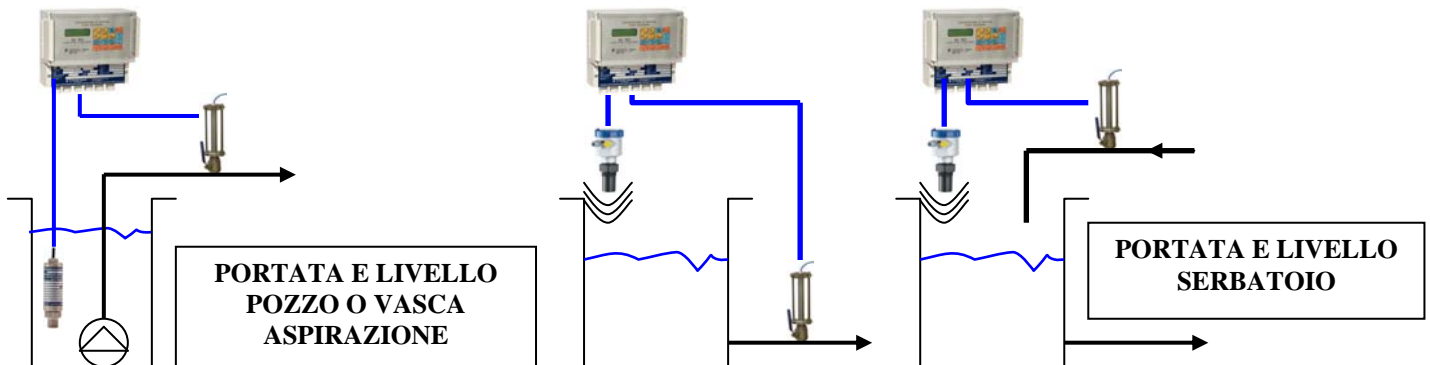 PORTATA E LIVELLO
POZZO O VASCA
ASPIRAZIONE
PORTATA E LIVELLO
SERBATOIO